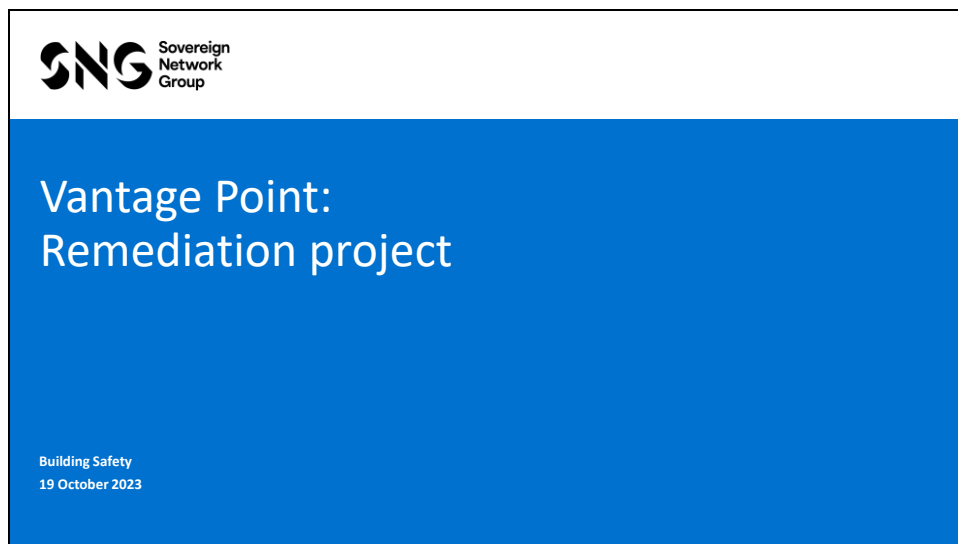 SNG
Sovereign
Network
Group
Vantage Point:
Remediation project
Building Safety
19 October 2023